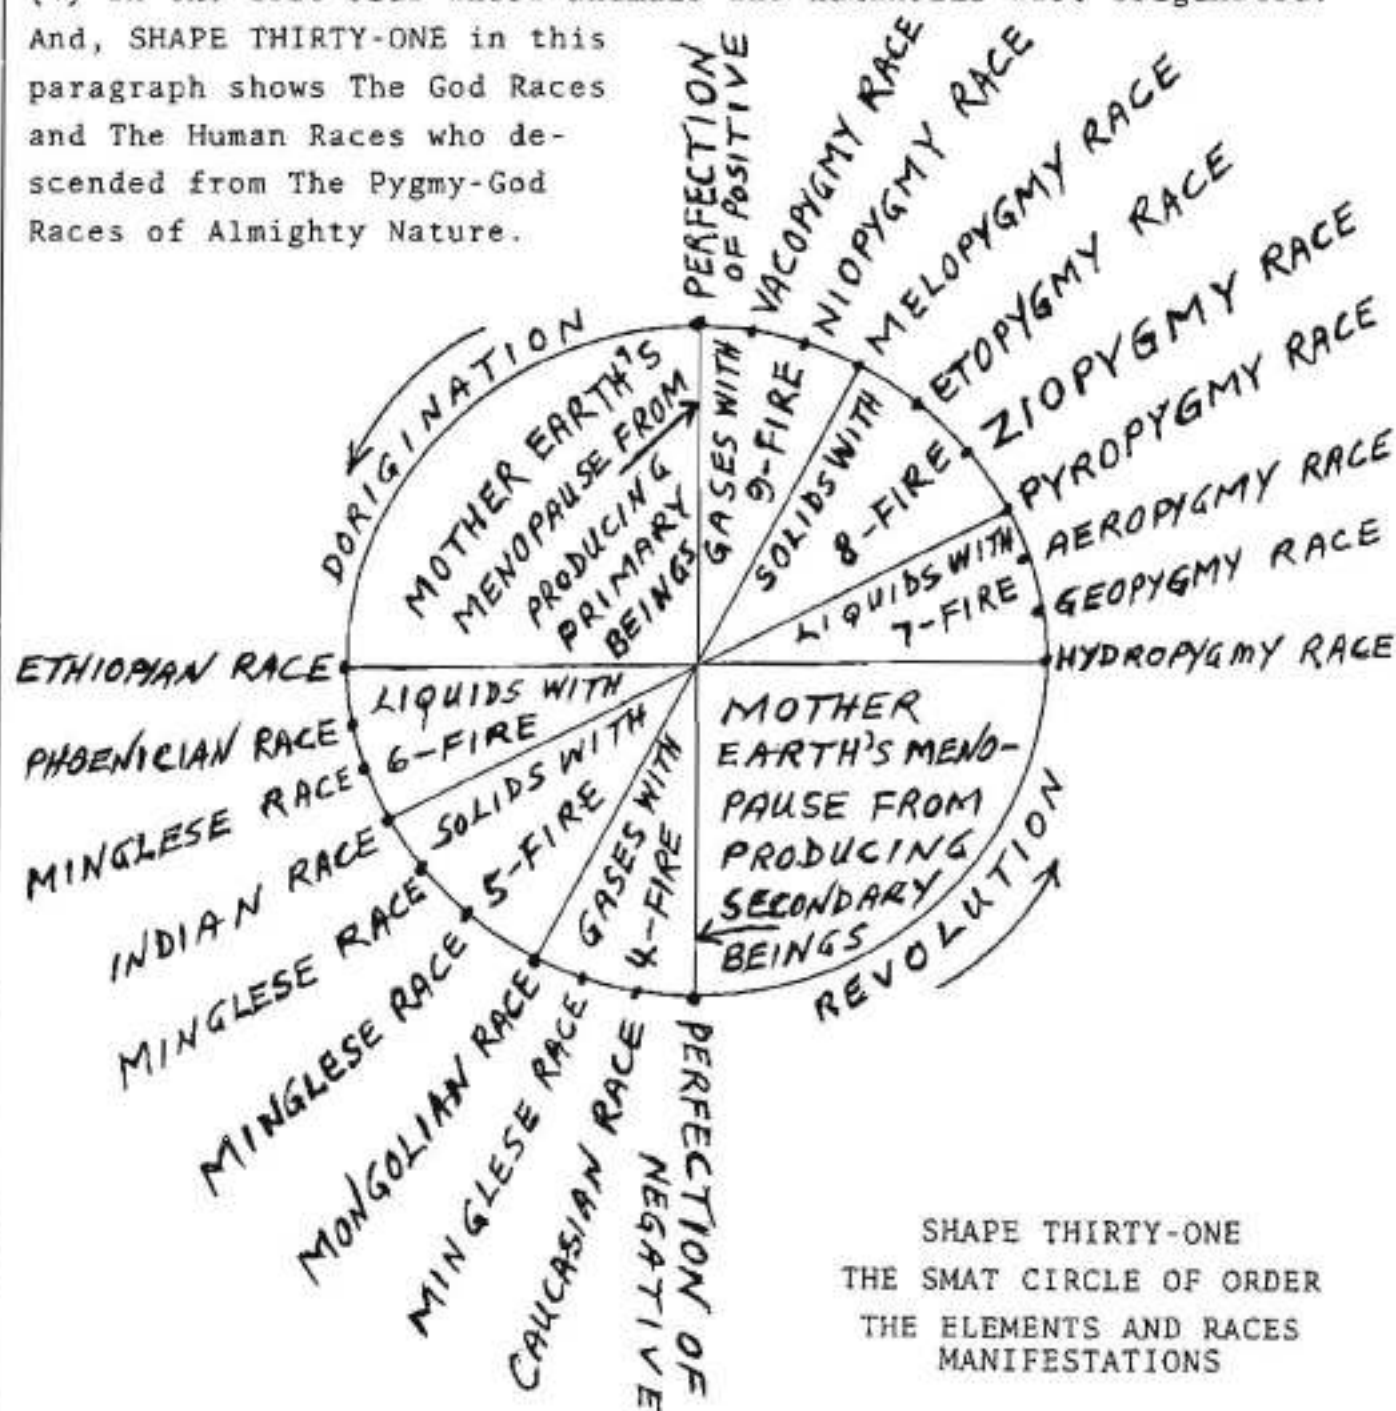 And, SHAPE THIRTY-ONE in this
paragraph shows The God Races
and The Human Races who de-
scended from The Pygmy-God
Races of Almighty Nature.
PERFECTION
OF POSITIVE
VACOPYGMY RACE
NIOPYGMY RACE
MELOPYGMY RACE
ETOPYGMY RACE
ZIOPYGMY RACE
PYROPYGMY RACE
AEROPYGMY RACE
GEOPYGMY RACE
HYDROPYGMY RACE
DORIGINATION
MOTHER EARTH'S
MENOPAUSE FROM
PRODUCING
PRIMARY
BEINGS
GASES WITH
9-FIRE
SOLIDS WITH
8-FIRE
LIQUIDS WITH
7-FIRE
ETHIOPIAN RACE
PHOENICIAN RACE
MINGLESE RACE
INDIAN RACE
MINGLESE RACE
MINGLESE RACE
MONGOLIAN RACE
MINGLESE RACE
CAUCASIAN RACE
PERFECTION OF
NEGATIVE
LIQUIDS WITH
6-FIRE
SOLIDS WITH
5-FIRE
GASES WITH
4-FIRE
MOTHER
EARTH'S MENO-
PAUSE FROM
PRODUCING
SECONDARY
BEINGS
REVOLUTION
SHAPE THIRTY-ONE
THE SMAT CIRCLE OF ORDER
THE ELEMENTS AND RACES
MANIFESTATIONS